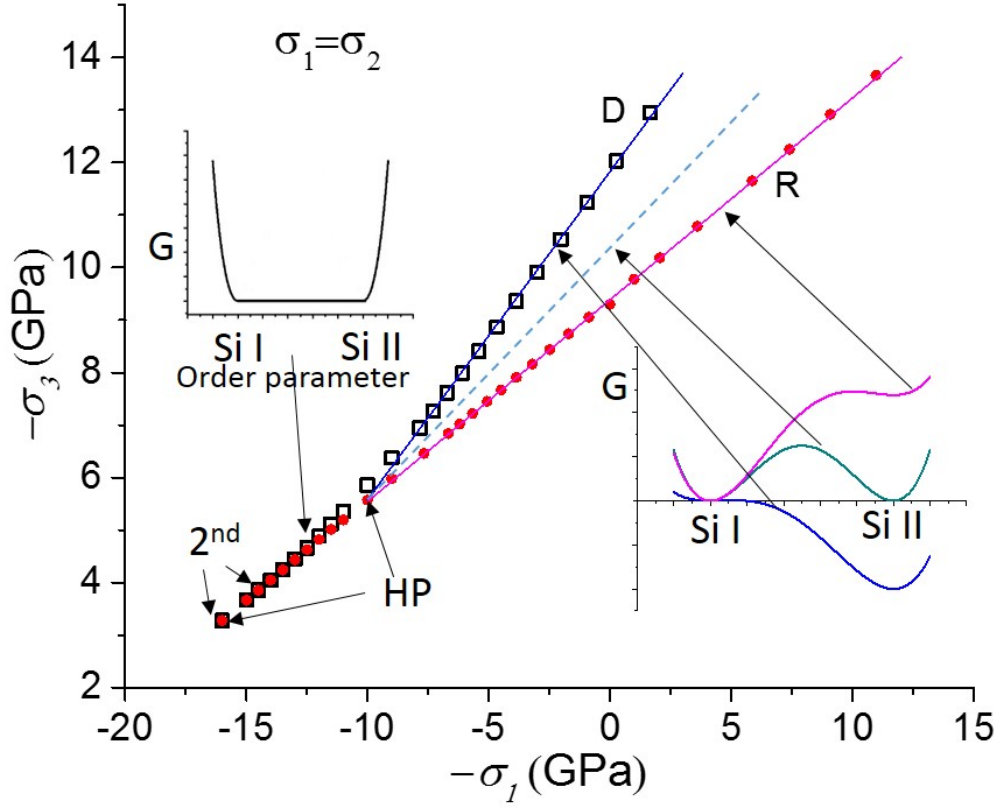 σ1=σ2
14
12
10
8
6
4
2
−σ3 (GPa)
D
R
G
Si I
Si II
Order parameter
G
Si I
Si II
2nd
HP
-20
-15
-10
-5
0
5
10
15
−σ1 (GPa)